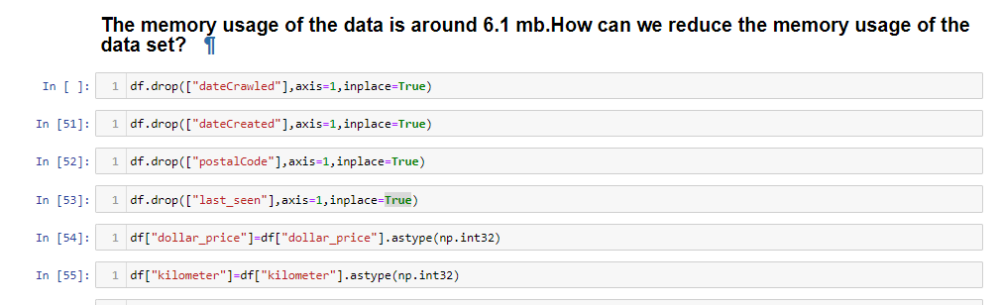 The memory usage of the data is around 6.1 mb.How can we reduce the memory usage of the
data set? ¶
In [ ]: 1 df.drop(["dateCrawled"],axis=1,inplace=True)
In [51]: 1 df.drop(["dateCreated"],axis=1,inplace=True)
In [52]: 1 df.drop(["postalCode"],axis=1,inplace=True)
In [53]: 1 df.drop(["last_seen"],axis=1,inplace=True)
In [54]: 1 df["dollar_price"]=df["dollar_price"].astype(np.int32)
In [55]: 1 df["kilometer"]=df["kilometer"].astype(np.int32)